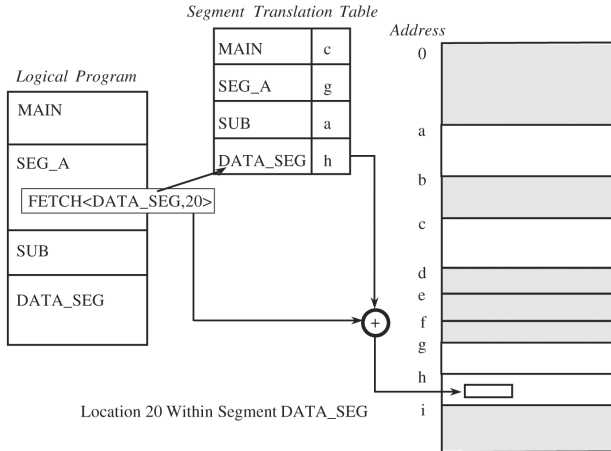 Segment Translation Table
MAIN c
SEG_A g
SUB a
DATA_SEG h
Logical Program
MAIN
SEG_A
FETCH<DATA_SEG,20>
SUB
DATA_SEG
+
Address
0
a
b
c
d
e
f
g
h
i
Location 20 Within Segment DATA_SEG